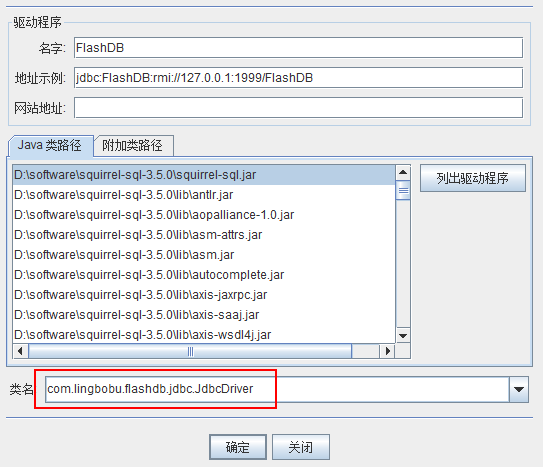 驱动程序
名字: FlashDB
地址示例: jdbc:FlashDB:rmi://127.0.0.1:1999/FlashDB
网站地址:
Java 类路径 附加类路径
D:\software\squirrel-sql-3.5.0\squirrel-sql.jar 列出驱动程序
D:\software\squirrel-sql-3.5.0\lib\antlr.jar
D:\software\squirrel-sql-3.5.0\lib\aopalliance-1.0.jar
D:\software\squirrel-sql-3.5.0\lib\asm-attrs.jar
D:\software\squirrel-sql-3.5.0\lib\asm.jar
D:\software\squirrel-sql-3.5.0\lib\autocomplete.jar
D:\software\squirrel-sql-3.5.0\lib\axis-jaxrpc.jar
D:\software\squirrel-sql-3.5.0\lib\axis-saaj.jar
D:\software\squirrel-sql-3.5.0\lib\axis-wsdl4j.jar
类名 com.lingbobu.flashdb.jdbc.JdbcDriver
确定 关闭